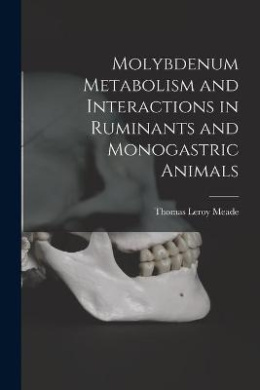 Molybdenum
Metabolism and
Interactions in
Ruminants and
Monogastric
Animals
Thomas Leroy Meade